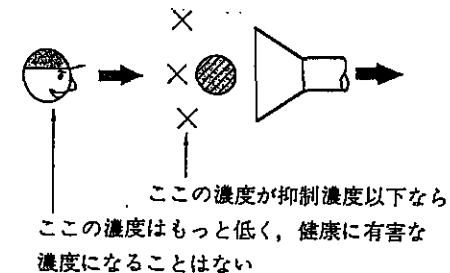 ここの濃度が抑制濃度以下なら
ここの濃度はもっと低く，健康に有害な
濃度になることはない